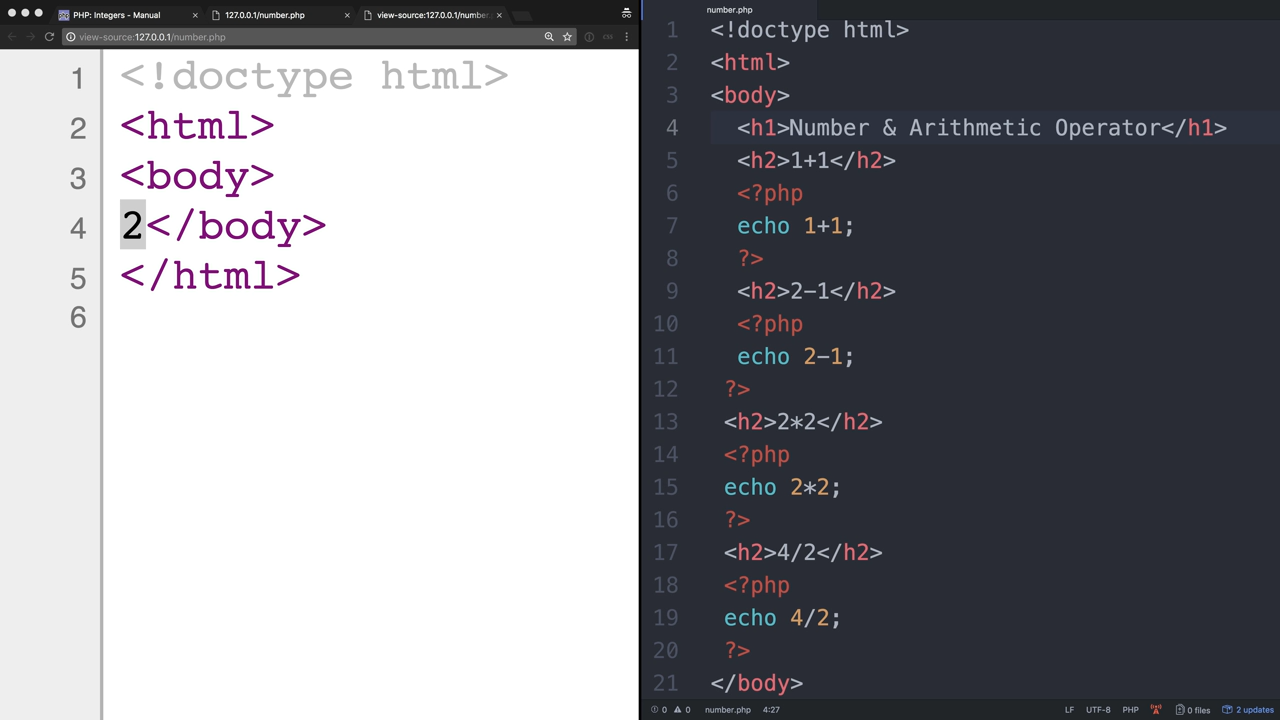 PHP: Integers - Manual
127.0.0.1/number.php
view-source:127.0.0.1/number.
view-source:127.0.0.1/number.php
1 <!doctype html>
2 <html>
3 <body>
4 2</body>
5 </html>
6
number.php
1 <!doctype html>
2 <html>
3 <body>
4 <h1>Number & Arithmetic Operator</h1>
5 <h2>1+1</h2>
6 <?php
7 echo 1+1;
8 ?>
9 <h2>2-1</h2>
10 <?php
11 echo 2-1;
12 ?>
13 <h2>2*2</h2>
14 <?php
15 echo 2*2;
16 ?>
17 <h2>4/2</h2>
18 <?php
19 echo 4/2;
20 ?>
21 </body>
0 0 number.php 4:27 LF UTF-8 PHP 0 files 2 updates